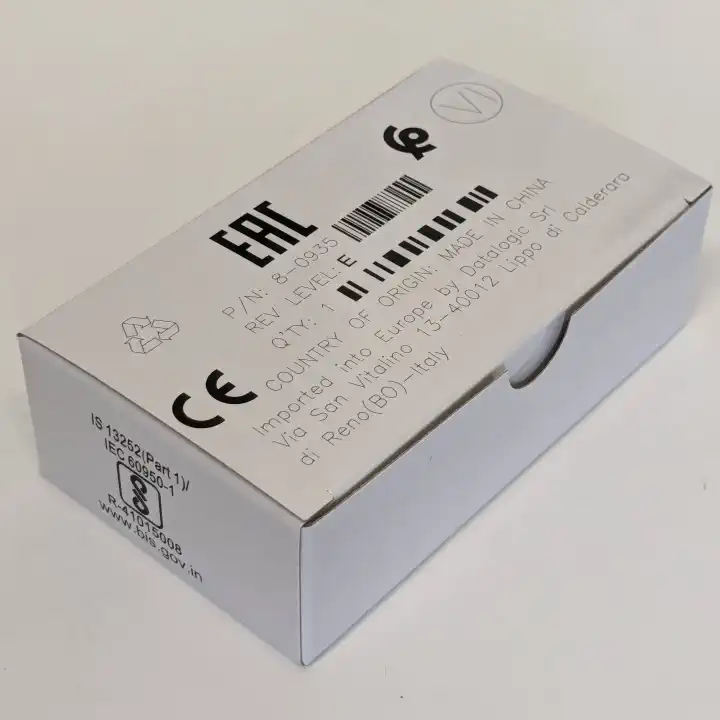 VI
EAC
P/N: 8-0935
REV LEVEL: E
Q'TY: 1
COUNTRY OF ORIGIN: MADE IN CHINA
Imported into Europe by Datalogic Srl
Via San Vitalino 13-40012 Lippo di Calderara
di Reno(BO)-Italy
CE
IS 13252(Part 1)/
IEC 60950-1
R-41015008
www.bis.gov.in